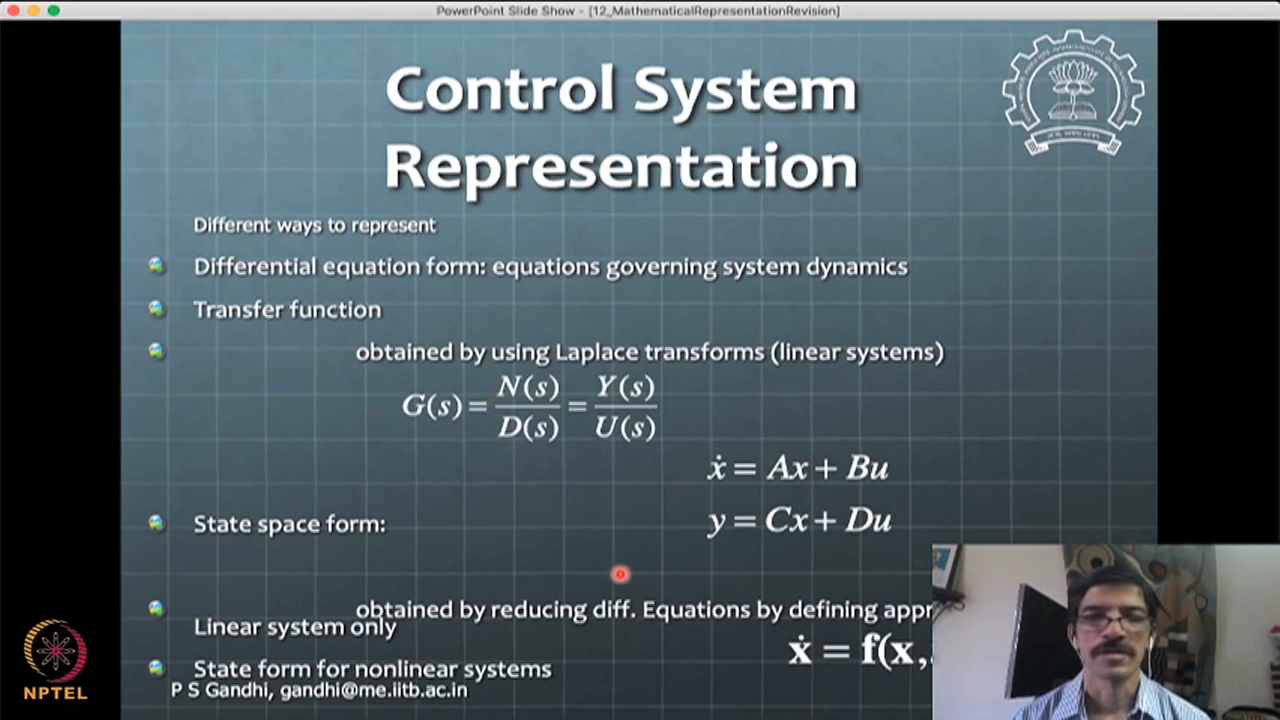 PowerPoint Slide Show - [12_MathematicalRepresentationRevision]
Control System
Representation
Different ways to represent
Differential equation form: equations governing system dynamics
Transfer function
obtained by using Laplace transforms (linear systems)
G(s) = N(s)/D(s) = Y(s)/U(s)
ẋ = Ax + Bu
y = Cx + Du
State space form:
obtained by reducing diff. Equations by defining appr
Linear system only
ẋ = f(x,
State form for nonlinear systems
P S Gandhi, gandhi@me.iitb.ac.in
NPTEL